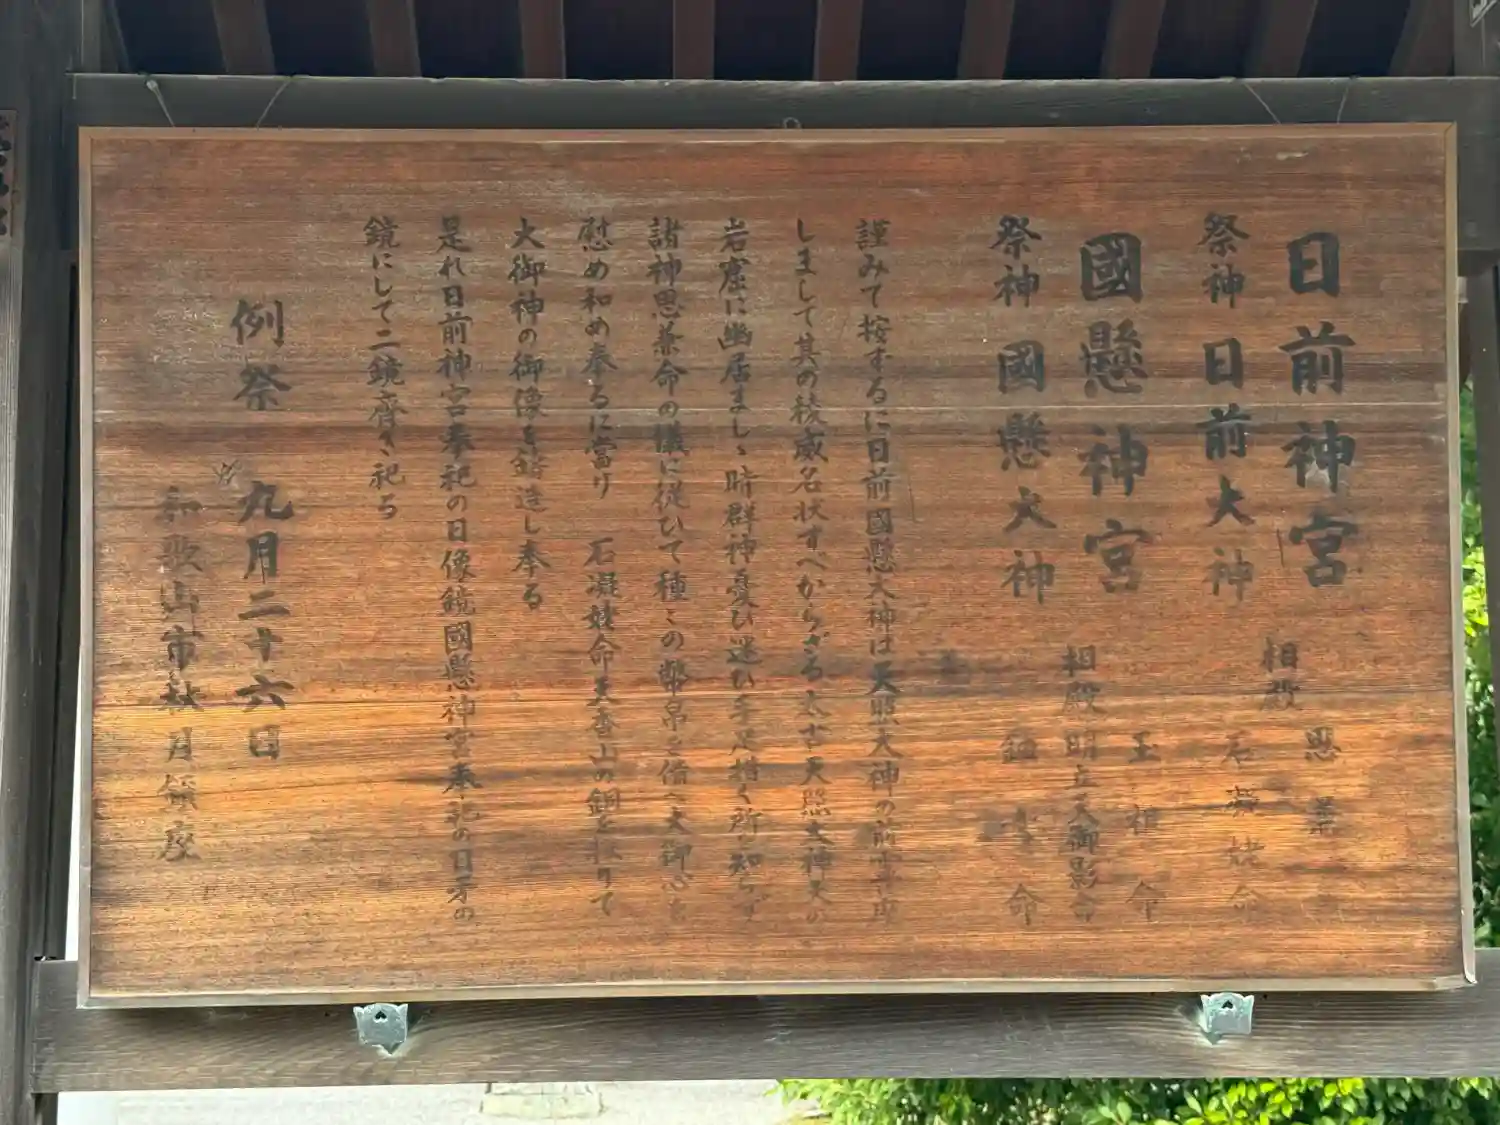 日前神宮
祭神 日前大神
相殿 思兼命
石凝姥命
國懸神宮
祭神 國懸大神
相殿 玉祖命
明立天御影命
鈿女命
謹みて按するに日前國懸大神は天照大神の前霊に座
しまして其の稜威名状すべからざる太古天照大神天の
岩窟に幽居ましゝ時群神憂ひ迷ひ手足措く所を知らず
諸神思兼命の議に従ひて種ミの幣帛を備へ大御心を
慰め和め奉るに當り 石凝姥命天香山の銅を採りて
大御神の御像を鋳造し奉る
是れ日前神宮奉祀の日像鏡國懸神宮奉祀の日矛の
鏡にして二鏡齊きゝ祀ら
例祭 九月二十六日
和歌山市秋月鎮座